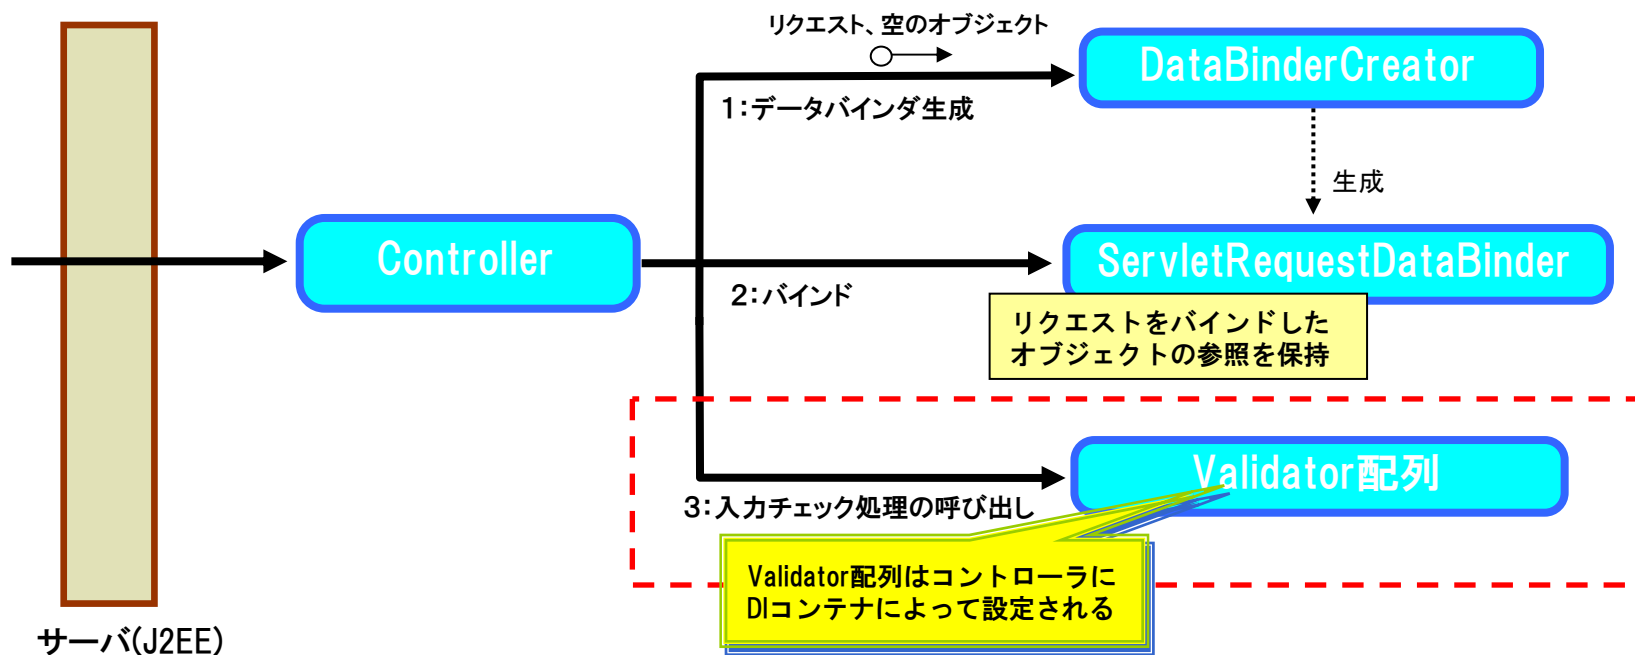 リクエスト、空のオブジェクト
DataBinderCreator
1:データバインダ生成
生成
Controller
ServletRequestDataBinder
2:バインド
リクエストをバインドした
オブジェクトの参照を保持
Validator配列
3:入力チェック処理の呼び出し
Validator配列はコントローラに
DIコンテナによって設定される
サーバ(J2EE)